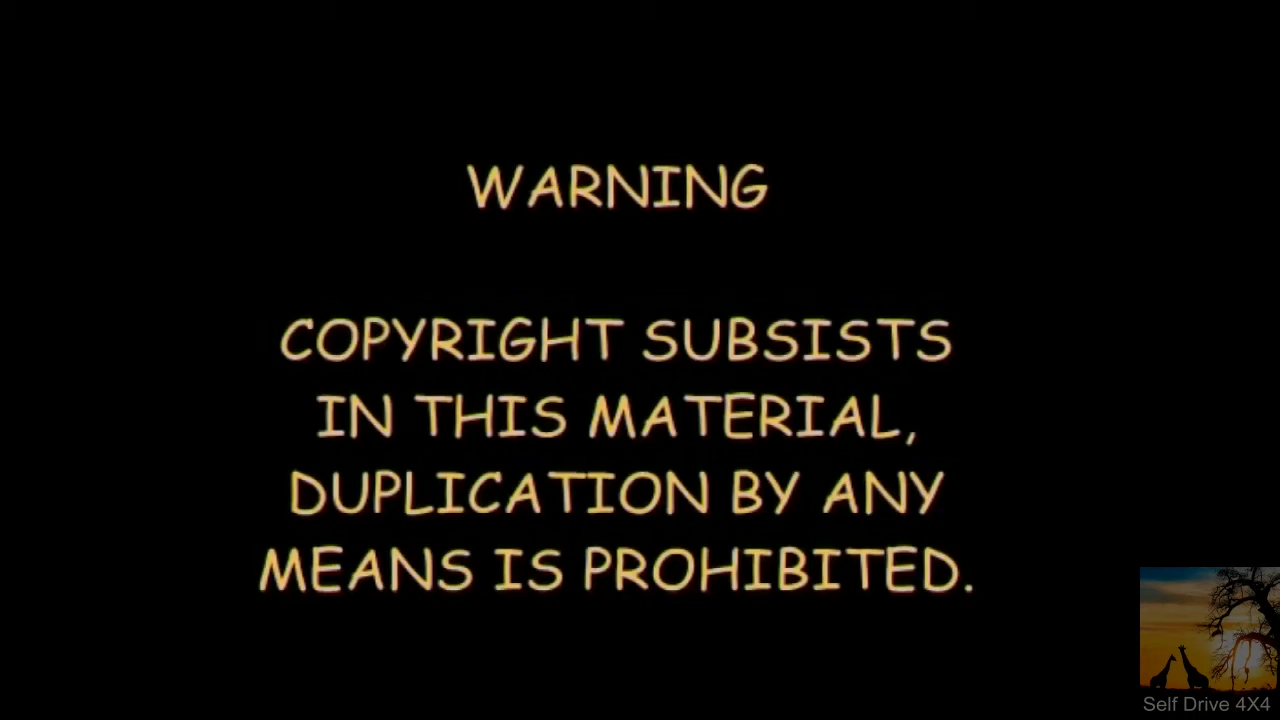 WARNING
COPYRIGHT SUBSISTS
IN THIS MATERIAL,
DUPLICATION BY ANY
MEANS IS PROHIBITED.
Self Drive 4X4